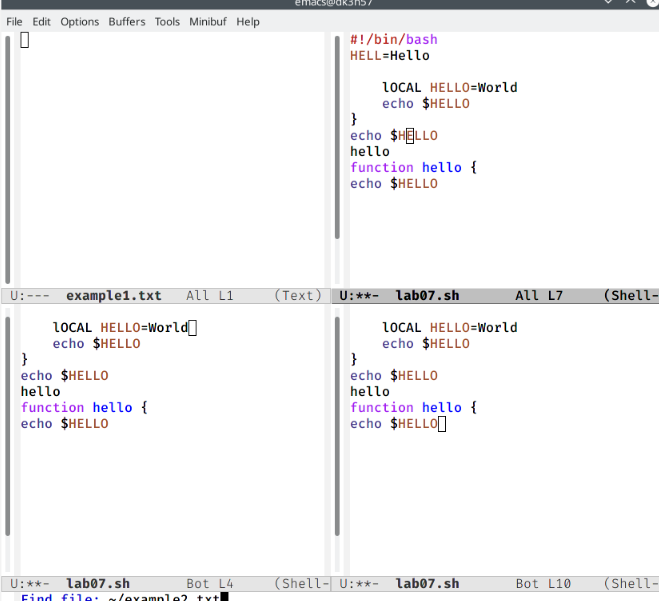 emacs@dk3n57
File Edit Options Buffers Tools Minibuf Help
#!/bin/bash
HELL=Hello
lOCAL HELLO=World
echo $HELLO
}
echo $HELLO
hello
function hello {
echo $HELLO
U:--- example1.txt All L1 (Text)
U:**- lab07.sh All L7 (Shell-
lOCAL HELLO=World
echo $HELLO
}
echo $HELLO
hello
function hello {
echo $HELLO
lOCAL HELLO=World
echo $HELLO
}
echo $HELLO
hello
function hello {
echo $HELLO
U:**- lab07.sh Bot L4 (Shell-
U:**- lab07.sh Bot L10 (Shell-
Find file: ~/example2.txt